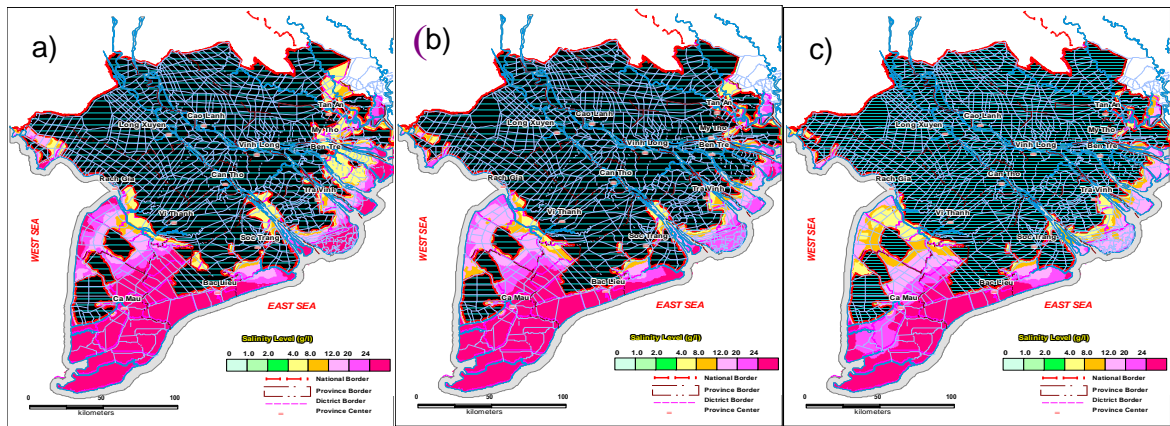 a)
Tan An
Cao Lanh
Long Xuyen
My Tho
Vinh Long
Ben Tre
Can Tho
Rach Gia
Tra Vinh
Vi Thanh
Soc Trang
WEST SEA
Bac Lieu
Ca Mau
EAST SEA
Salinity Level (g/l)
0 1.0 2.0 4.0 8.0 12.0 20 24
National Border
Province Border
Dictrict Border
Province Center
0 50 100
kilometers
(b)
Tan An
Cao Lanh
Long Xuyen
My Tho
Vinh Long
Ben Tre
Can Tho
Rach Gia
Tra Vinh
Vi Thanh
Soc Trang
WEST SEA
Bac Lieu
Ca Mau
EAST SEA
Salinity Level (g/l)
0 1.0 2.0 4.0 8.0 12.0 20 24
National Border
Province Border
Dictrict Border
Province Center
0 50 100
kilometers
c)
Tan An
Cao Lanh
Long Xuyen
My Tho
Vinh Long
Ben Tre
Can Tho
Rach Gia
Tra Vinh
Vi Thanh
Soc Trang
WEST SEA
Bac Lieu
Ca Mau
EAST SEA
Salinity Level (g/l)
0 1.0 2.0 4.0 8.0 12.0 20 24
National Border
Province Border
Dictrict Border
Province Center
0 50 100
kilometers